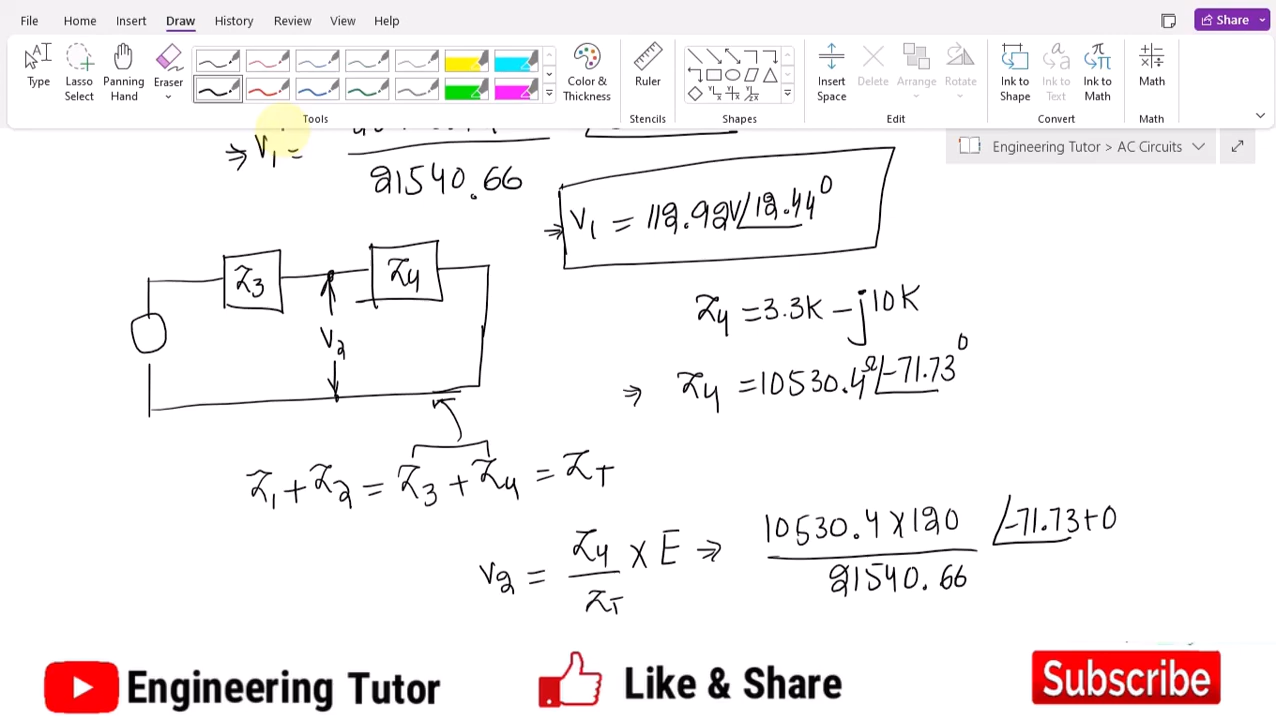 File Home Insert Draw History Review View Help
Share
Type
Lasso Select
Panning Hand
Eraser
Color & Thickness
Ruler
Insert Space
Delete
Arrange
Rotate
Ink to Shape
Ink to Text
Ink to Math
Math
Tools
Stencils
Shapes
Edit
Convert
Math
Engineering Tutor > AC Circuits
⇒ V1 =
21540.66
⇒ V1 = 112.92V∠12.44°
Z3
Z4
V2
Z4 = 3.3K - j10K
⇒ Z4 = 10530.4Ω∠-71.73°
Z1 + Z2 = Z3 + Z4 = ZT
V2 = Z4/ZT × E ⇒ 10530.4 × 120 / 21540.66 ∠-71.73+0
Engineering Tutor
Like & Share
Subscribe